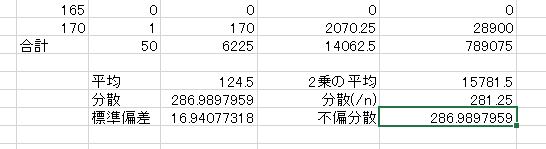 165 0 0 0 0
170 1 170 2070.25 28900
合計 50 6225 14062.5 789075
平均 124.5 2乗の平均 15781.5
分散 286.9897959 分散(/n) 281.25
標準偏差 16.94077318 不偏分散 286.9897959